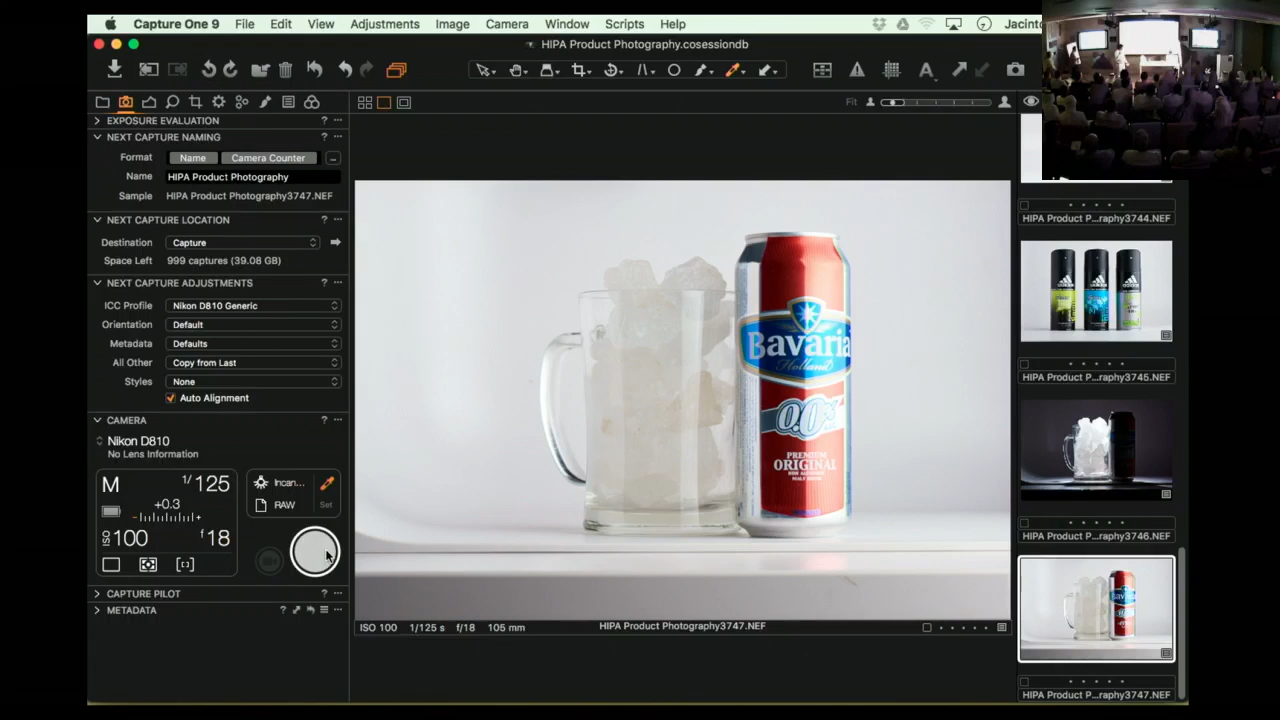 Capture One 9 File Edit View Adjustments Image Camera Window Scripts Help Jacinto
HIPA Product Photography.cosessiondb
Fit
EXPOSURE EVALUATION ?
NEXT CAPTURE NAMING ?
Format Name Camera Counter ...
Name HIPA Product Photography
Sample HIPA Product Photography3747.NEF
NEXT CAPTURE LOCATION ?
Destination Capture
Space Left 999 captures (39.08 GB)
NEXT CAPTURE ADJUSTMENTS ?
ICC Profile Nikon D810 Generic
Orientation Default
Metadata Defaults
All Other Copy from Last
Styles None
Auto Alignment
CAMERA ?
Nikon D810
No Lens Information
M 1/125
+0.3
ISO 100 f18
Incan...
RAW Set
CAPTURE PILOT ?
METADATA ?
Bavaria
Holland
0.0%
PREMIUM
ORIGINAL
ISO 100 1/125 s f/18 105 mm HIPA Product Photography3747.NEF
HIPA Product P...raphy3744.NEF
adidas adidas adidas
HIPA Product P...raphy3745.NEF
HIPA Product P...raphy3746.NEF
Bavaria
HIPA Product P...raphy3747.NEF